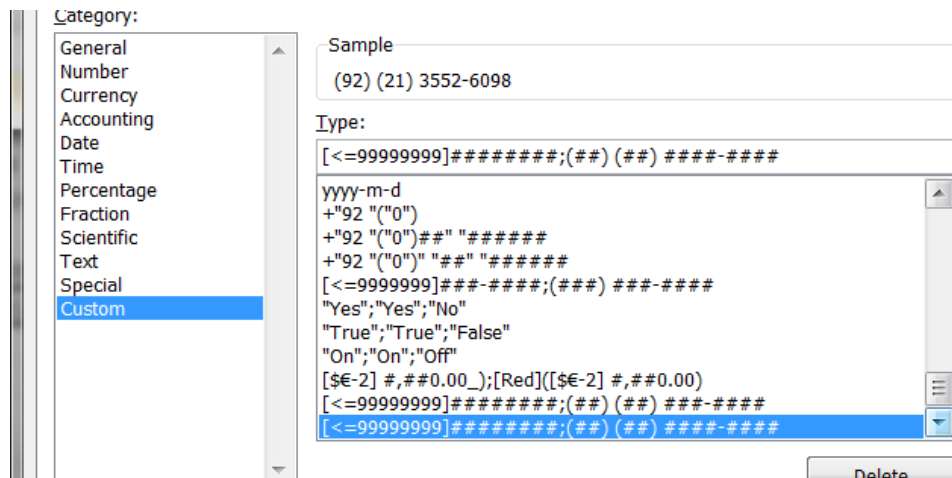 Category:
General
Number
Currency
Accounting
Date
Time
Percentage
Fraction
Scientific
Text
Special
Custom
Sample
(92) (21) 3552-6098
Type:
[<=99999999]########;(##) (##) ####-####
yyyy-m-d
+"92 "("0")
+"92 "("0")##" "######
+"92 "("0")" "##" "######
[<=9999999]###-####;(###) ###-####
"Yes";"Yes";"No"
"True";"True";"False"
"On";"On";"Off"
[$€-2] #,##0.00_);[Red]([$€-2] #,##0.00)
[<=99999999]########;(##) (##) ###-####
[<=99999999]########;(##) (##) ####-####
Delete